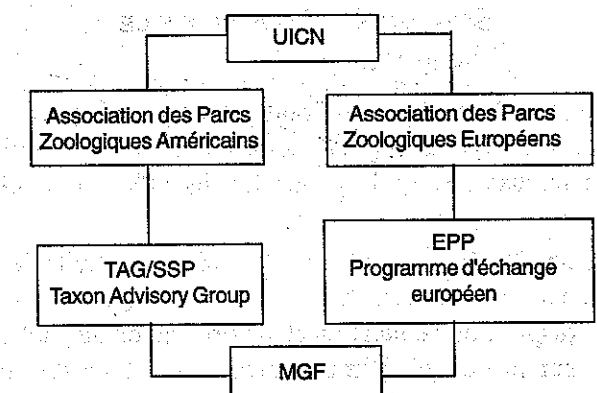 UICN
Association des Parcs
Zoologiques Américains
Association des Parcs
Zoologiques Européens
TAG/SSP
Taxon Advisory Group
EPP
Programme d'échange
européen
MGF